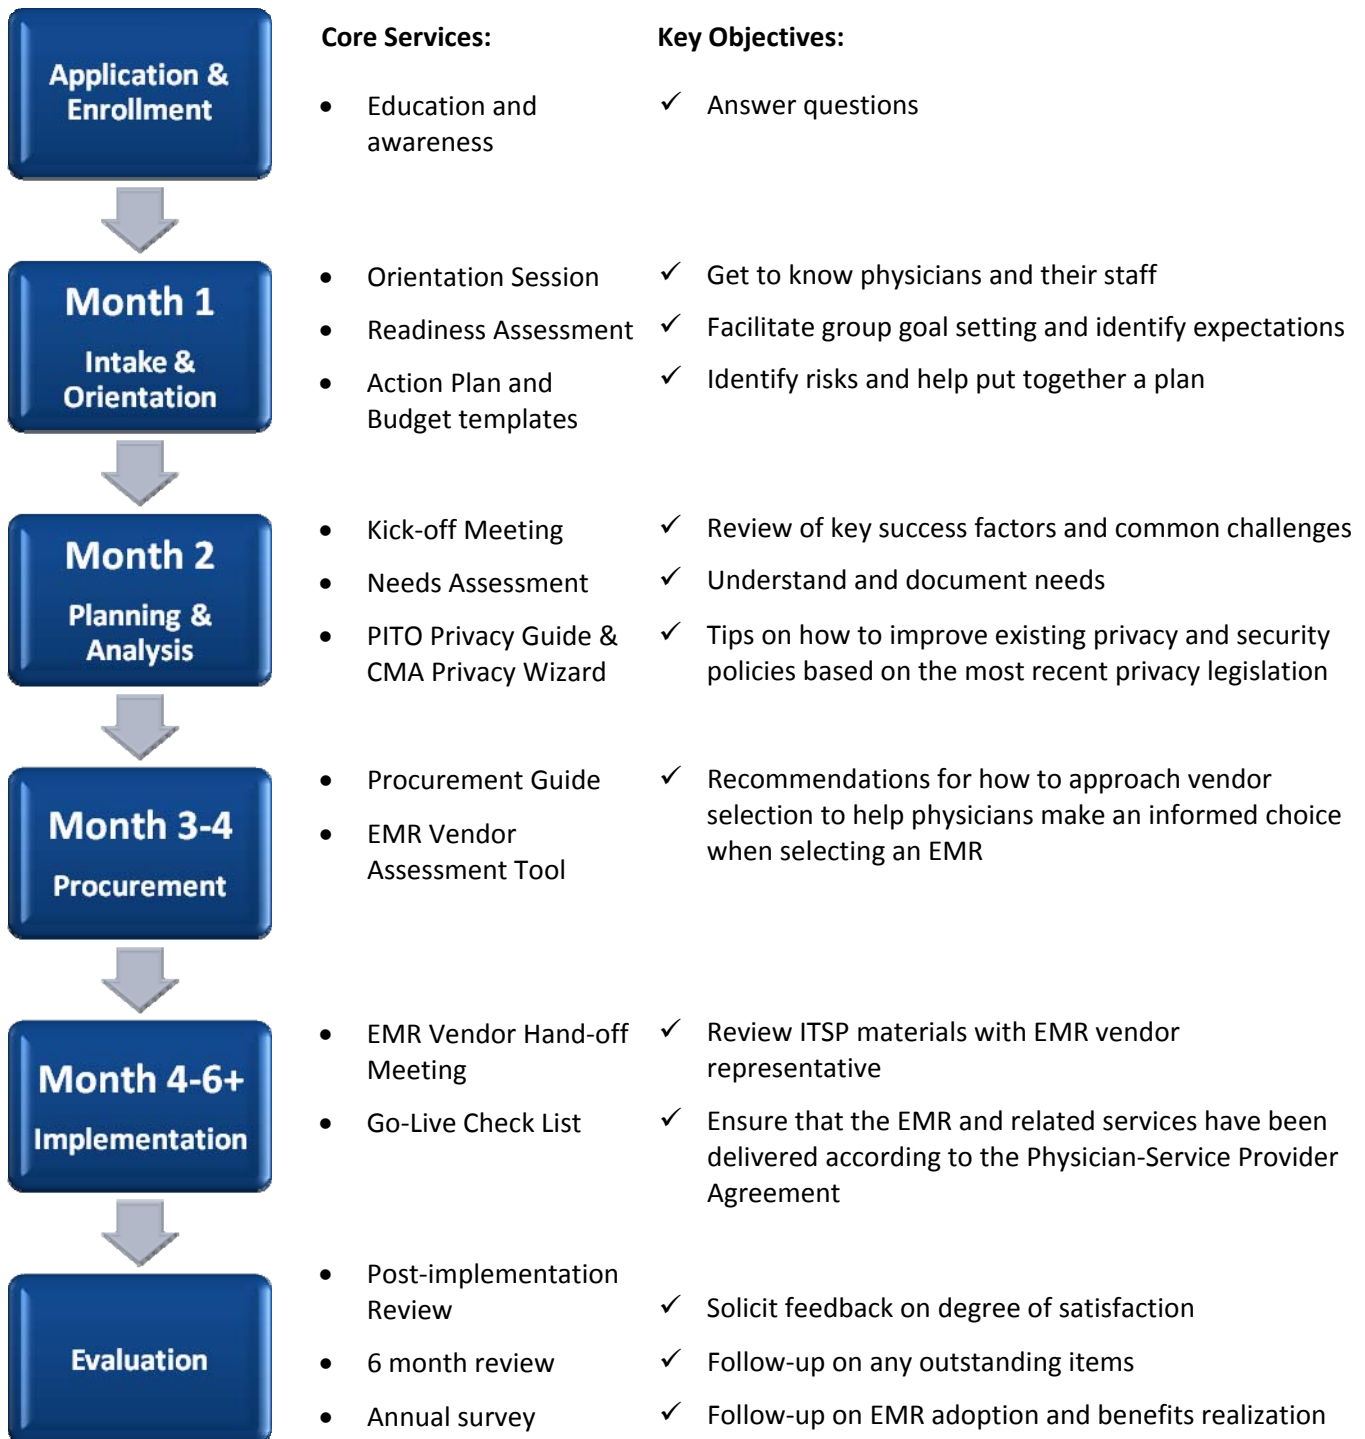 Core Services:
Key Objectives:
Application &
Enrollment
• Education and
awareness
✓ Answer questions
Month 1
Intake &
Orientation
• Orientation Session
• Readiness Assessment
• Action Plan and
Budget templates
✓ Get to know physicians and their staff
✓ Facilitate group goal setting and identify expectations
✓ Identify risks and help put together a plan
Month 2
Planning &
Analysis
• Kick-off Meeting
• Needs Assessment
• PITO Privacy Guide &
CMA Privacy Wizard
✓ Review of key success factors and common challenges
✓ Understand and document needs
✓ Tips on how to improve existing privacy and security
policies based on the most recent privacy legislation
Month 3-4
Procurement
• Procurement Guide
• EMR Vendor
Assessment Tool
✓ Recommendations for how to approach vendor
selection to help physicians make an informed choice
when selecting an EMR
Month 4-6+
Implementation
• EMR Vendor Hand-off
Meeting
• Go-Live Check List
✓ Review ITSP materials with EMR vendor
representative
✓ Ensure that the EMR and related services have been
delivered according to the Physician-Service Provider
Agreement
Evaluation
• Post-implementation
Review
• 6 month review
• Annual survey
✓ Solicit feedback on degree of satisfaction
✓ Follow-up on any outstanding items
✓ Follow-up on EMR adoption and benefits realization